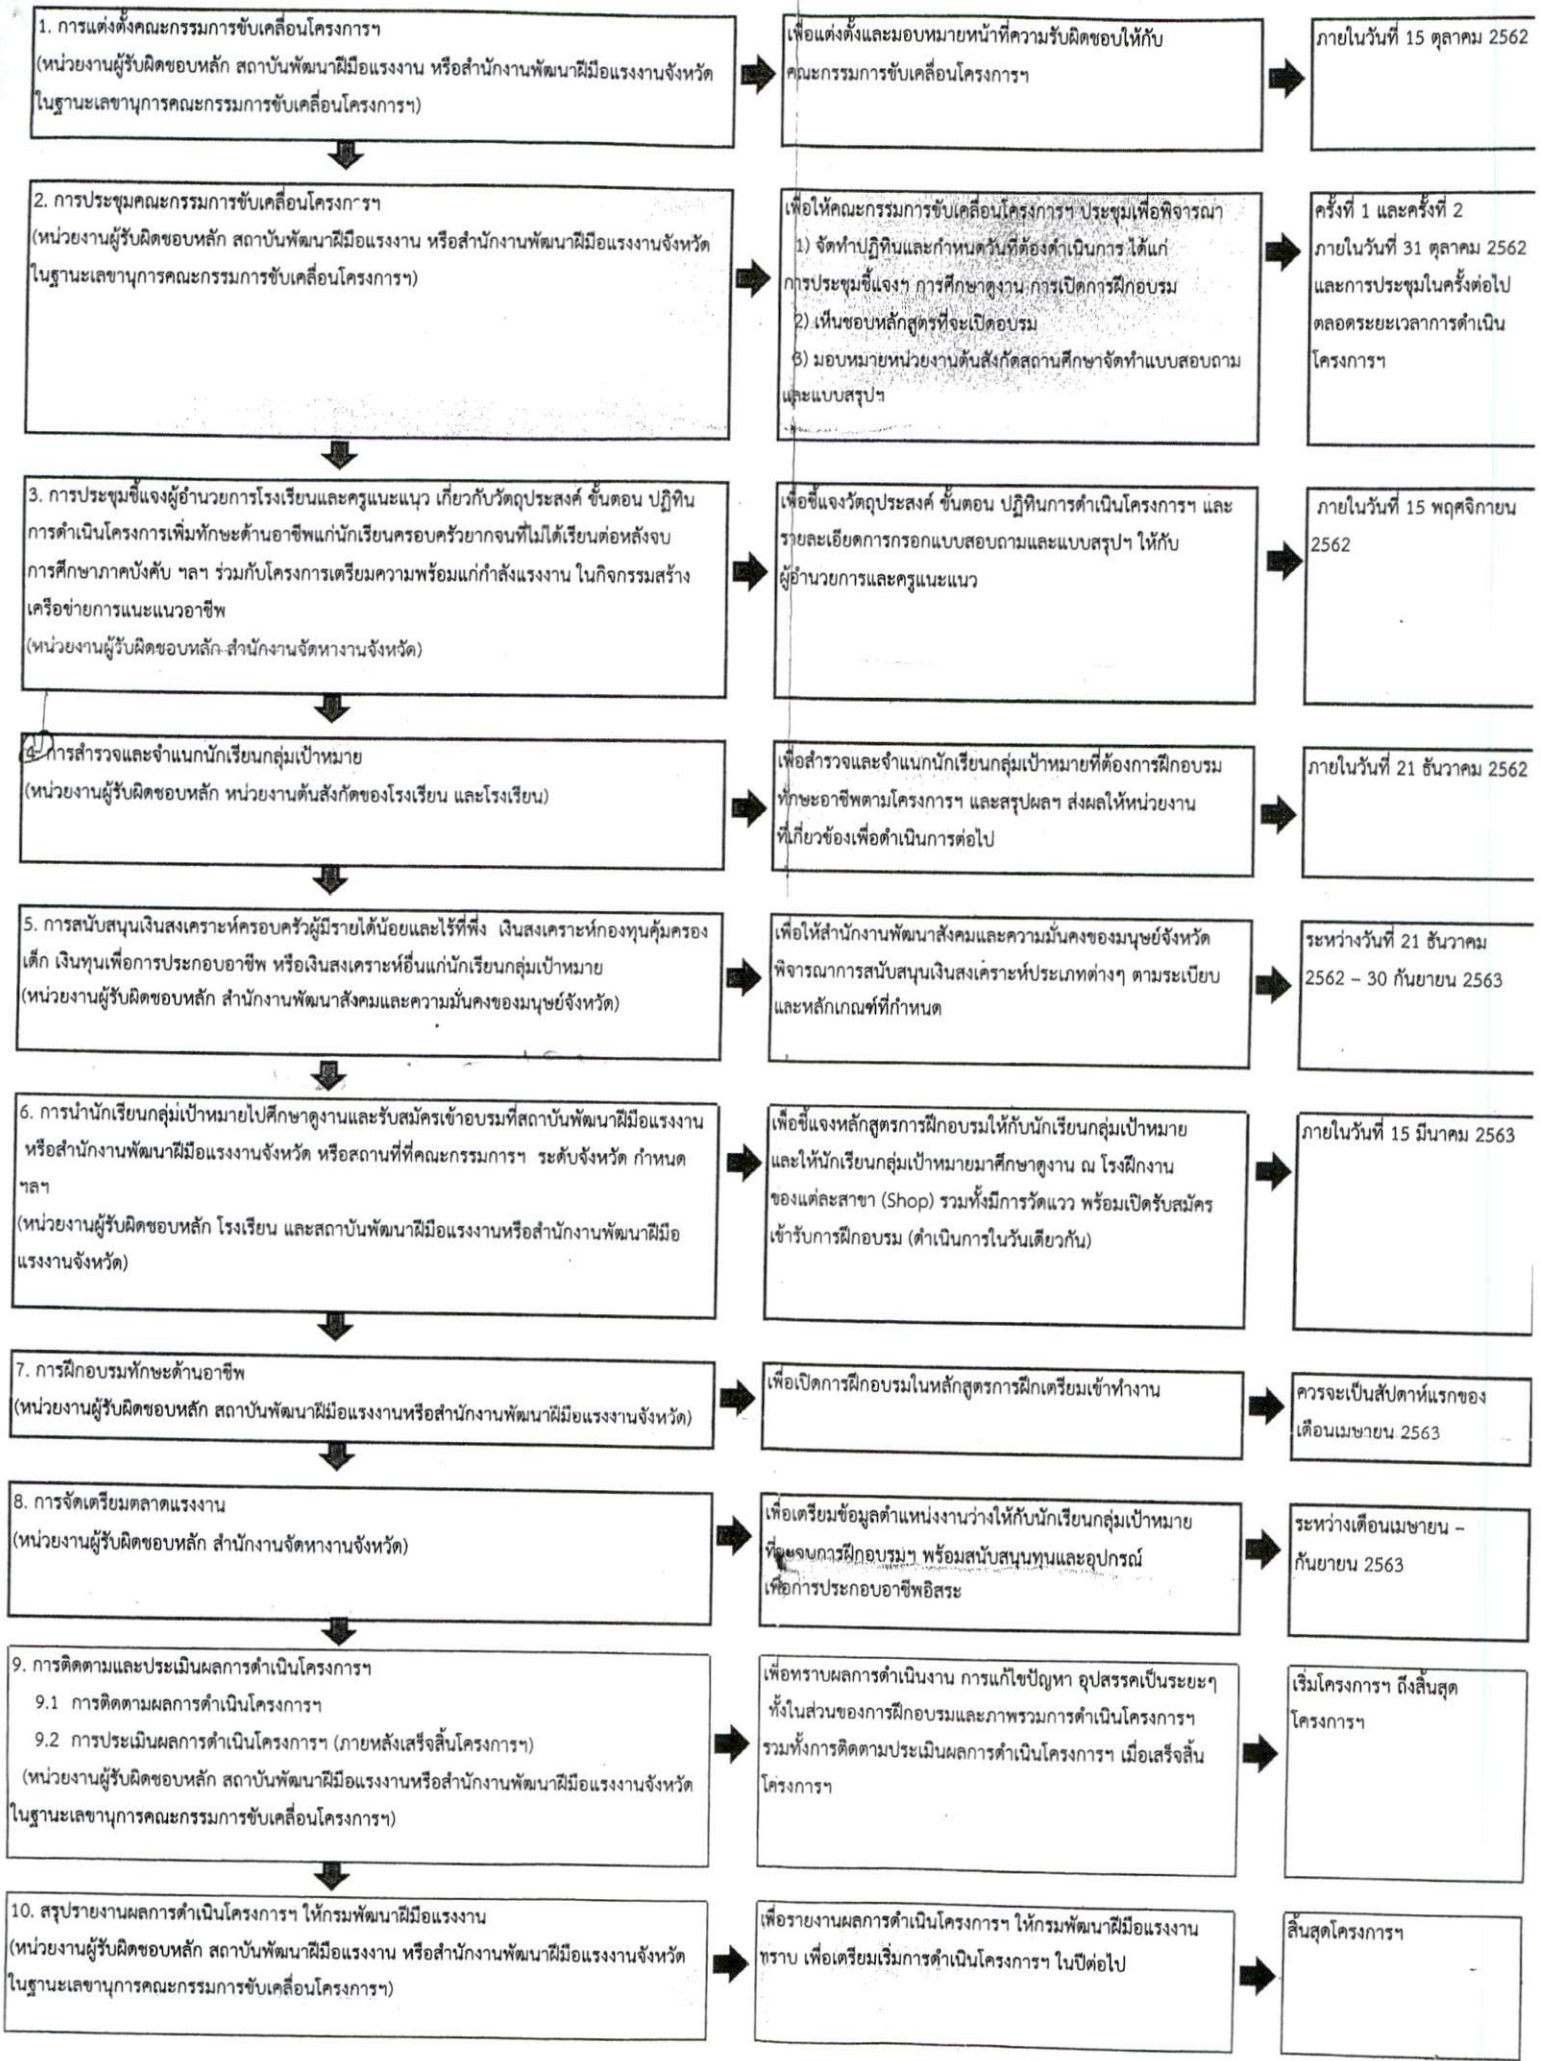 1. การแต่งตั้งคณะกรรมการขับเคลื่อนโครงการฯ
(หน่วยงานผู้รับผิดชอบหลัก สถาบันพัฒนาฝีมือแรงงาน หรือสำนักงานพัฒนาฝีมือแรงงานจังหวัด
ในฐานะเลขานุการคณะกรรมการขับเคลื่อนโครงการฯ)
เพื่อแต่งตั้งและมอบหมายหน้าที่ความรับผิดชอบให้กับ
คณะกรรมการขับเคลื่อนโครงการฯ
ภายในวันที่ 15 ตุลาคม 2562
2. การประชุมคณะกรรมการขับเคลื่อนโครงการฯ
(หน่วยงานผู้รับผิดชอบหลัก สถาบันพัฒนาฝีมือแรงงาน หรือสำนักงานพัฒนาฝีมือแรงงานจังหวัด
ในฐานะเลขานุการคณะกรรมการขับเคลื่อนโครงการฯ)
เพื่อให้คณะกรรมการขับเคลื่อนโครงการฯ ประชุมเพื่อพิจารณา
1) จัดทำปฏิทินและกำหนดวันที่ต้องดำเนินการ ได้แก่
การประชุมชี้แจงฯ การศึกษาดูงาน การเปิดการฝึกอบรม
2) เห็นชอบหลักสูตรที่จะเปิดอบรม
3) มอบหมายหน่วยงานต้นสังกัดสถานศึกษาจัดทำแบบสอบถาม
และแบบสรุปฯ
ครั้งที่ 1 และครั้งที่ 2
ภายในวันที่ 31 ตุลาคม 2562
และการประชุมในครั้งต่อไป
ตลอดระยะเวลาการดำเนิน
โครงการฯ
3. การประชุมชี้แจงผู้อำนวยการโรงเรียนและครูแนะแนว เกี่ยวกับวัตถุประสงค์ ขั้นตอน ปฏิทิน
การดำเนินโครงการเพิ่มทักษะด้านอาชีพแก่นักเรียนครอบครัวยากจนที่ไม่ได้เรียนต่อหลังจบ
การศึกษาภาคบังคับ ฯลฯ ร่วมกับโครงการเตรียมความพร้อมแก่กำลังแรงงาน ในกิจกรรมสร้าง
เครือข่ายการแนะแนวอาชีพ
(หน่วยงานผู้รับผิดชอบหลัก สำนักงานจัดหางานจังหวัด)
เพื่อชี้แจงวัตถุประสงค์ ขั้นตอน ปฏิทินการดำเนินโครงการฯ และ
รายละเอียดการกรอกแบบสอบถามและแบบสรุปฯ ให้กับ
ผู้อำนวยการและครูแนะแนว
ภายในวันที่ 15 พฤศจิกายน
2562
4. การสำรวจและจำแนกนักเรียนกลุ่มเป้าหมาย
(หน่วยงานผู้รับผิดชอบหลัก หน่วยงานต้นสังกัดของโรงเรียน และโรงเรียน)
เพื่อสำรวจและจำแนกนักเรียนกลุ่มเป้าหมายที่ต้องการฝึกอบรม
ทักษะอาชีพตามโครงการฯ และสรุปผลฯ ส่งผลให้หน่วยงาน
ที่เกี่ยวข้องเพื่อดำเนินการต่อไป
ภายในวันที่ 21 ธันวาคม 2562
5. การสนับสนุนเงินสงเคราะห์ครอบครัวผู้มีรายได้น้อยและไร้ที่พึ่ง เงินสงเคราะห์กองทุนคุ้มครอง
เด็ก เงินทุนเพื่อการประกอบอาชีพ หรือเงินสงเคราะห์อื่นแก่นักเรียนกลุ่มเป้าหมาย
(หน่วยงานผู้รับผิดชอบหลัก สำนักงานพัฒนาสังคมและความมั่นคงของมนุษย์จังหวัด)
เพื่อให้สำนักงานพัฒนาสังคมและความมั่นคงของมนุษย์จังหวัด
พิจารณาการสนับสนุนเงินสงเคราะห์ประเภทต่างๆ ตามระเบียบ
และหลักเกณฑ์ที่กำหนด
ระหว่างวันที่ 21 ธันวาคม
2562 – 30 กันยายน 2563
6. การนำนักเรียนกลุ่มเป้าหมายไปศึกษาดูงานและรับสมัครเข้าอบรมที่สถาบันพัฒนาฝีมือแรงงาน
หรือสำนักงานพัฒนาฝีมือแรงงานจังหวัด หรือสถานที่ที่คณะกรรมการฯ ระดับจังหวัด กำหนด
ฯลฯ
(หน่วยงานผู้รับผิดชอบหลัก โรงเรียน และสถาบันพัฒนาฝีมือแรงงานหรือสำนักงานพัฒนาฝีมือ
แรงงานจังหวัด)
เพื่อชี้แจงหลักสูตรการฝึกอบรมให้กับนักเรียนกลุ่มเป้าหมาย
และให้นักเรียนกลุ่มเป้าหมายมาศึกษาดูงาน ณ โรงฝึกงาน
ของแต่ละสาขา (Shop) รวมทั้งมีการวัดแวว พร้อมเปิดรับสมัคร
เข้ารับการฝึกอบรม (ดำเนินการในวันเดียวกัน)
ภายในวันที่ 15 มีนาคม 2563
7. การฝึกอบรมทักษะด้านอาชีพ
(หน่วยงานผู้รับผิดชอบหลัก สถาบันพัฒนาฝีมือแรงงานหรือสำนักงานพัฒนาฝีมือแรงงานจังหวัด)
เพื่อเปิดการฝึกอบรมในหลักสูตรการฝึกเตรียมเข้าทำงาน
ควรจะเป็นสัปดาห์แรกของ
เดือนเมษายน 2563
8. การจัดเตรียมตลาดแรงงาน
(หน่วยงานผู้รับผิดชอบหลัก สำนักงานจัดหางานจังหวัด)
เพื่อเตรียมข้อมูลตำแหน่งงานว่างให้กับนักเรียนกลุ่มเป้าหมาย
ที่จะจบการฝึกอบรมฯ พร้อมสนับสนุนทุนและอุปกรณ์
เพื่อการประกอบอาชีพอิสระ
ระหว่างเดือนเมษายน –
กันยายน 2563
9. การติดตามและประเมินผลการดำเนินโครงการฯ
9.1 การติดตามผลการดำเนินโครงการฯ
9.2 การประเมินผลการดำเนินโครงการฯ (ภายหลังเสร็จสิ้นโครงการฯ)
(หน่วยงานผู้รับผิดชอบหลัก สถาบันพัฒนาฝีมือแรงงานหรือสำนักงานพัฒนาฝีมือแรงงานจังหวัด
ในฐานะเลขานุการคณะกรรมการขับเคลื่อนโครงการฯ)
เพื่อทราบผลการดำเนินงาน การแก้ไขปัญหา อุปสรรคเป็นระยะๆ
ทั้งในส่วนของการฝึกอบรมและภาพรวมการดำเนินโครงการฯ
รวมทั้งการติดตามประเมินผลการดำเนินโครงการฯ เมื่อเสร็จสิ้น
โครงการฯ
เริ่มโครงการฯ ถึงสิ้นสุด
โครงการฯ
10. สรุปรายงานผลการดำเนินโครงการฯ ให้กรมพัฒนาฝีมือแรงงาน
(หน่วยงานผู้รับผิดชอบหลัก สถาบันพัฒนาฝีมือแรงงาน หรือสำนักงานพัฒนาฝีมือแรงงานจังหวัด
ในฐานะเลขานุการคณะกรรมการขับเคลื่อนโครงการฯ)
เพื่อรายงานผลการดำเนินโครงการฯ ให้กรมพัฒนาฝีมือแรงงาน
ทราบ เพื่อเตรียมเริ่มการดำเนินโครงการฯ ในปีต่อไป
สิ้นสุดโครงการฯ